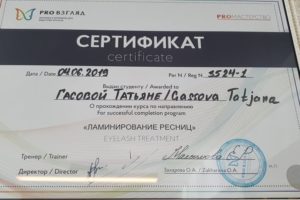 PRO ВЗГЛЯД
PROМАСТЕРСТВО
СЕРТИФИКАТ
certificate
Дата / Date 04.06.2019
Рег N / Reg N 3524-1
Выдан студенту / Awarded to
Гасовой Татьяне/Gassova Tatjana
О прохождении курса по направлению
for successful completion program
«ЛАМИНИРОВАНИЕ РЕСНИЦ»
EYELASH TREATMENT
Тренер / Trainer
Директор / Director
Захарова О.А. / Zakharova O.A.